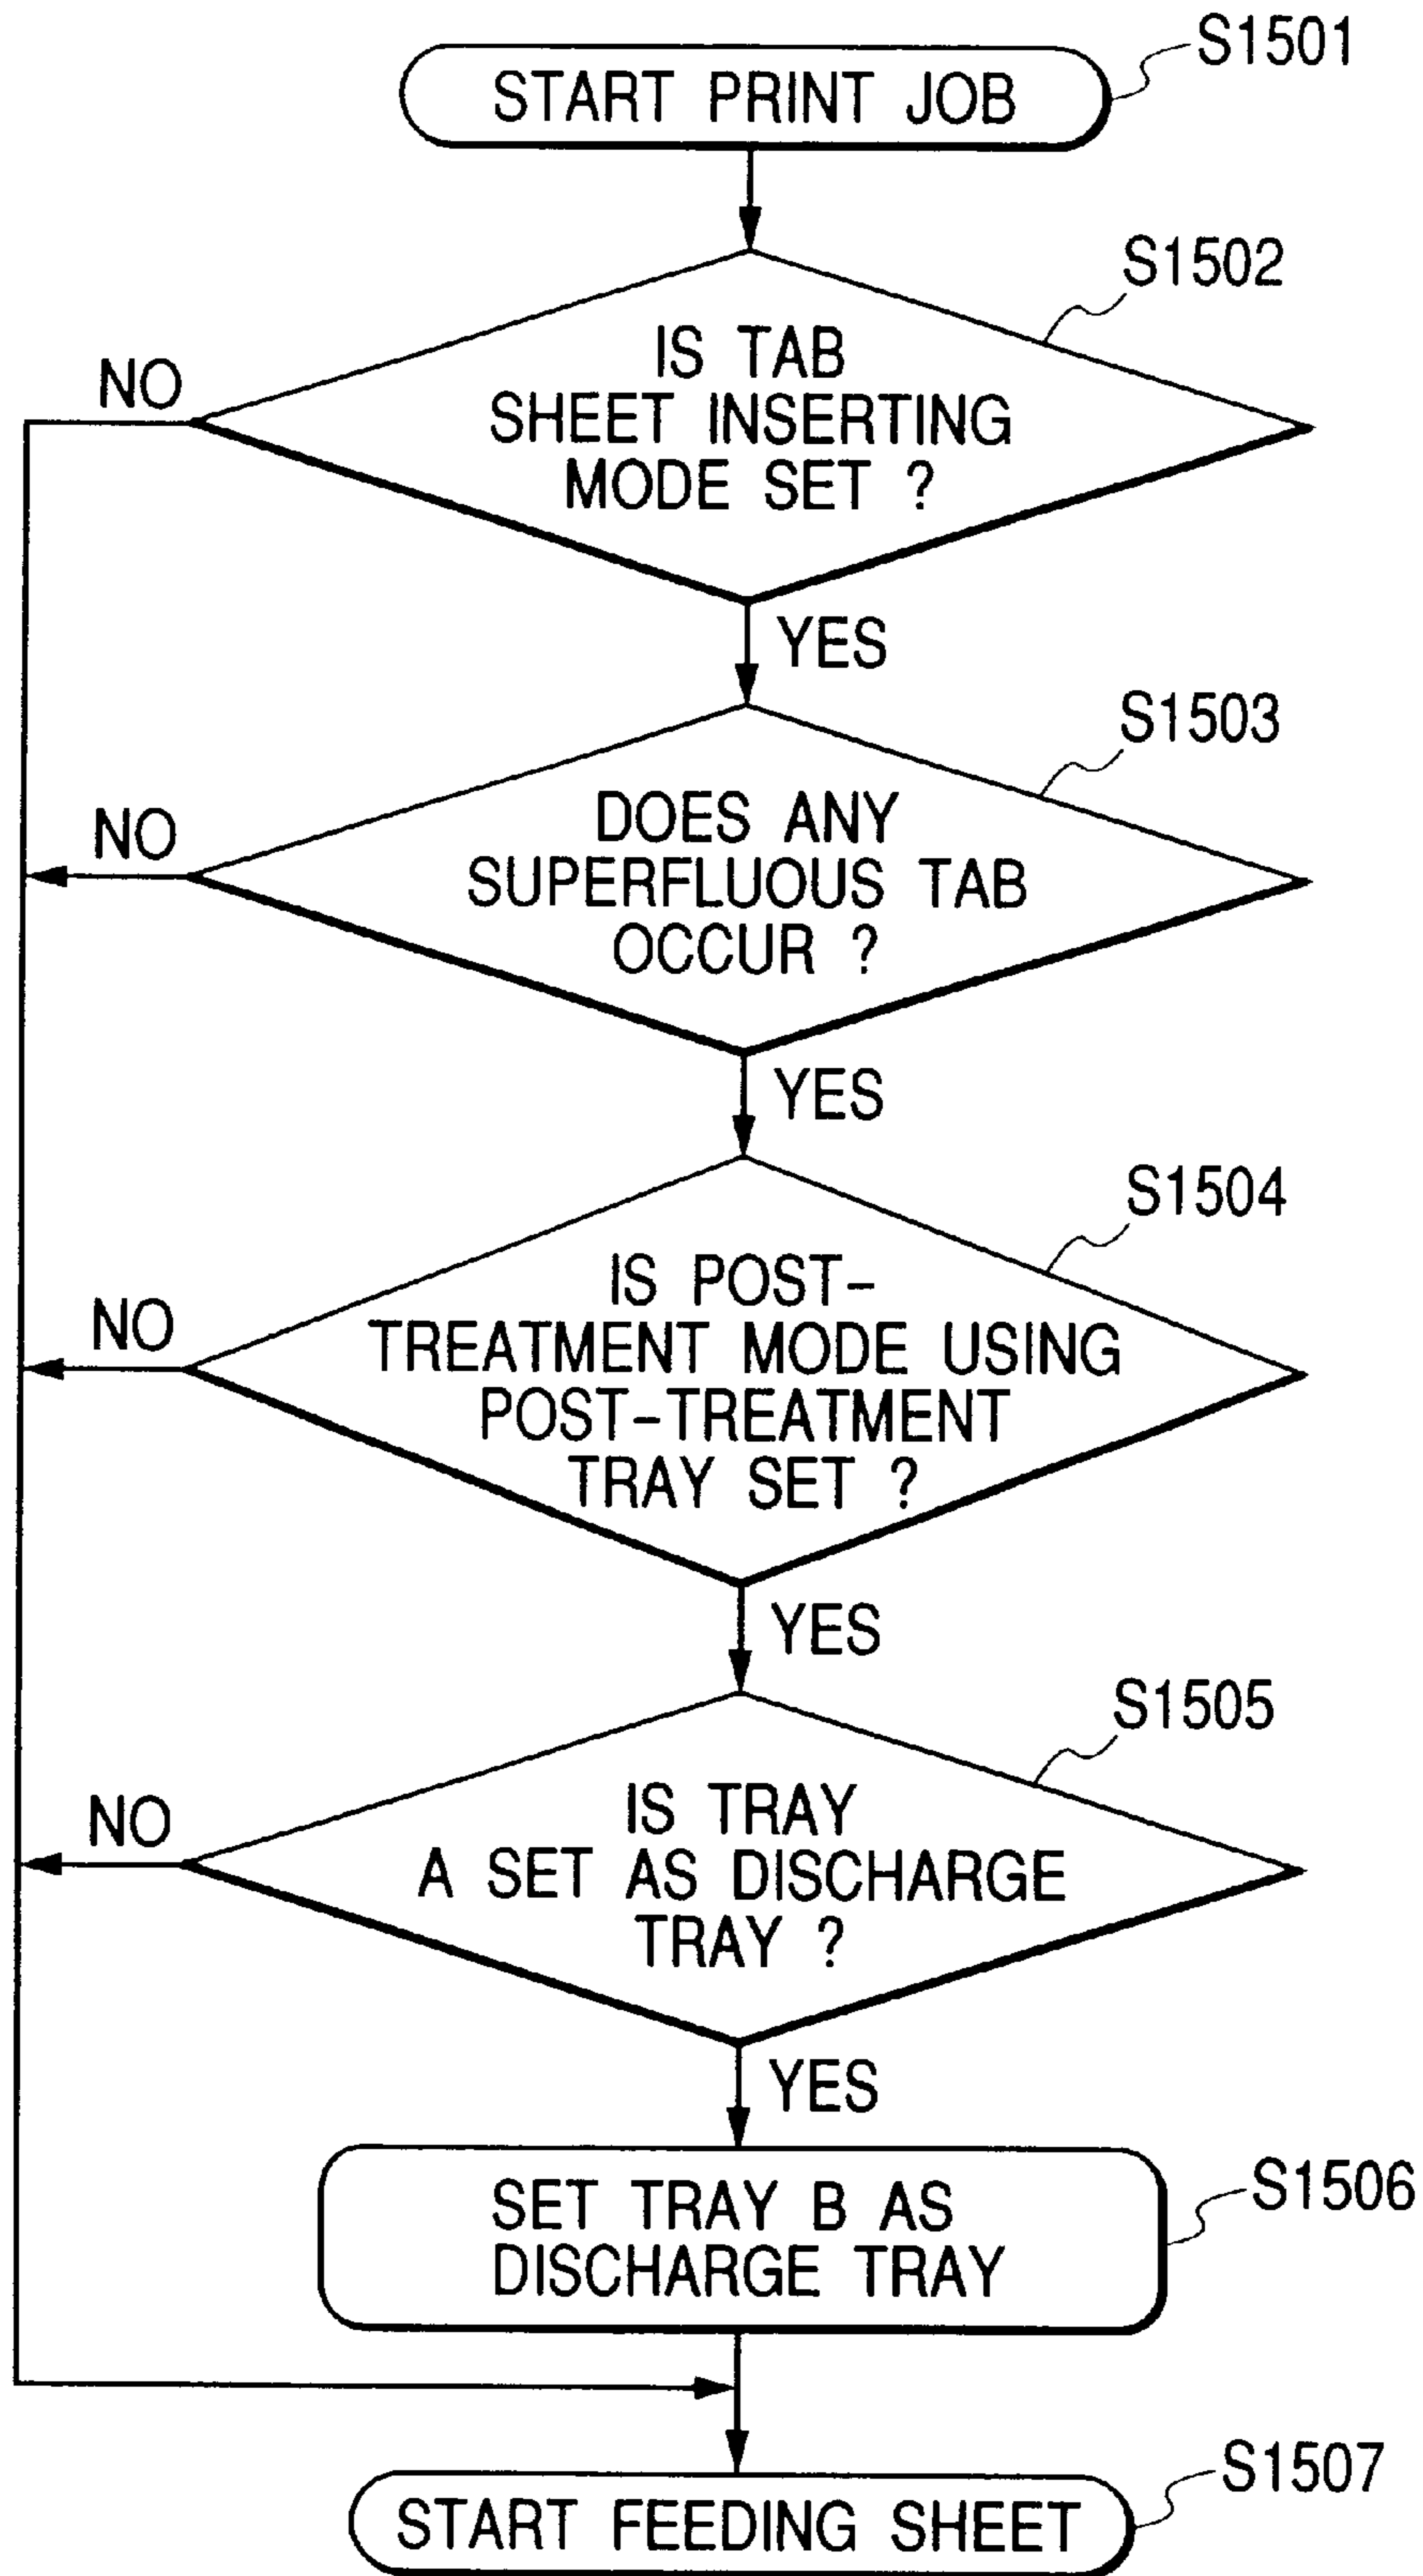 S1501
START PRINT JOB
S1502
IS TAB
SHEET INSERTING
MODE SET ?
NO
YES
S1503
DOES ANY
SUPERFLUOUS TAB
OCCUR ?
NO
YES
S1504
IS POST-
TREATMENT MODE USING
POST-TREATMENT
TRAY SET ?
NO
YES
S1505
IS TRAY
A SET AS DISCHARGE
TRAY ?
NO
YES
S1506
SET TRAY B AS
DISCHARGE TRAY
S1507
START FEEDING SHEET